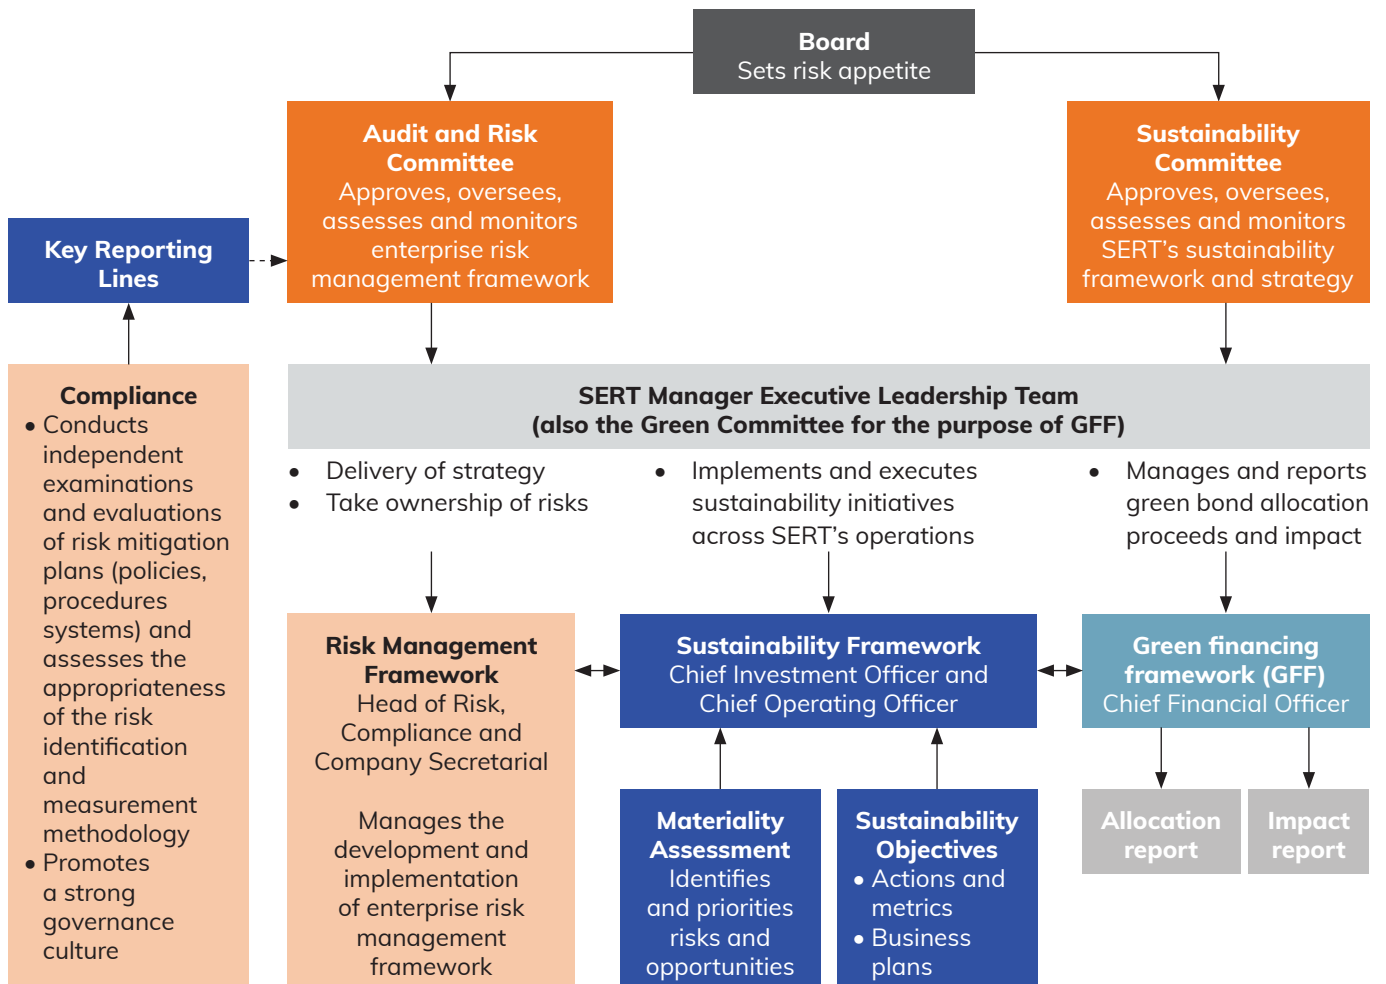 Board
Sets risk appetite
Audit and Risk
Committee
Approves, oversees,
assesses and monitors
enterprise risk
management framework
Sustainability
Committee
Approves, oversees,
assesses and monitors
SERT’s sustainability
framework and strategy
Key Reporting
Lines
Compliance
• Conducts
independent
examinations
and evaluations
of risk mitigation
plans (policies,
procedures
systems) and
assesses the
appropriateness
of the risk
identification
and
measurement
methodology
• Promotes
a strong
governance
culture
SERT Manager Executive Leadership Team
(also the Green Committee for the purpose of GFF)
• Delivery of strategy
• Take ownership of risks
• Implements and executes
sustainability initiatives
across SERT’s operations
• Manages and reports
green bond allocation
proceeds and impact
Risk Management
Framework
Head of Risk,
Compliance and
Company Secretarial
Manages the
development and
implementation
of enterprise risk
management
framework
Sustainability Framework
Chief Investment Officer and
Chief Operating Officer
Green financing
framework (GFF)
Chief Financial Officer
Materiality
Assessment
Identifies
and priorities
risks and
opportunities
Sustainability
Objectives
• Actions and
metrics
• Business
plans
Allocation
report
Impact
report